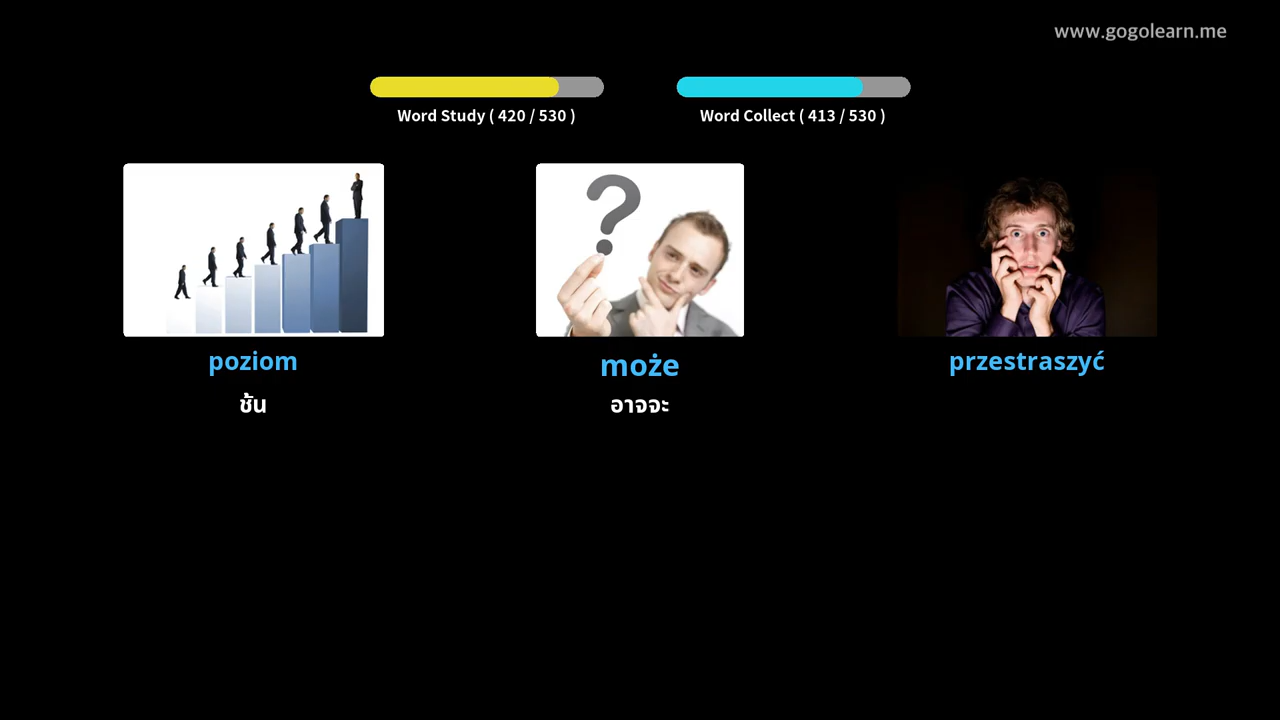 www.gogolearn.me
Word Study ( 420 / 530 )
Word Collect ( 413 / 530 )
poziom
może
przestraszyć
ชั้น
อาจจะ